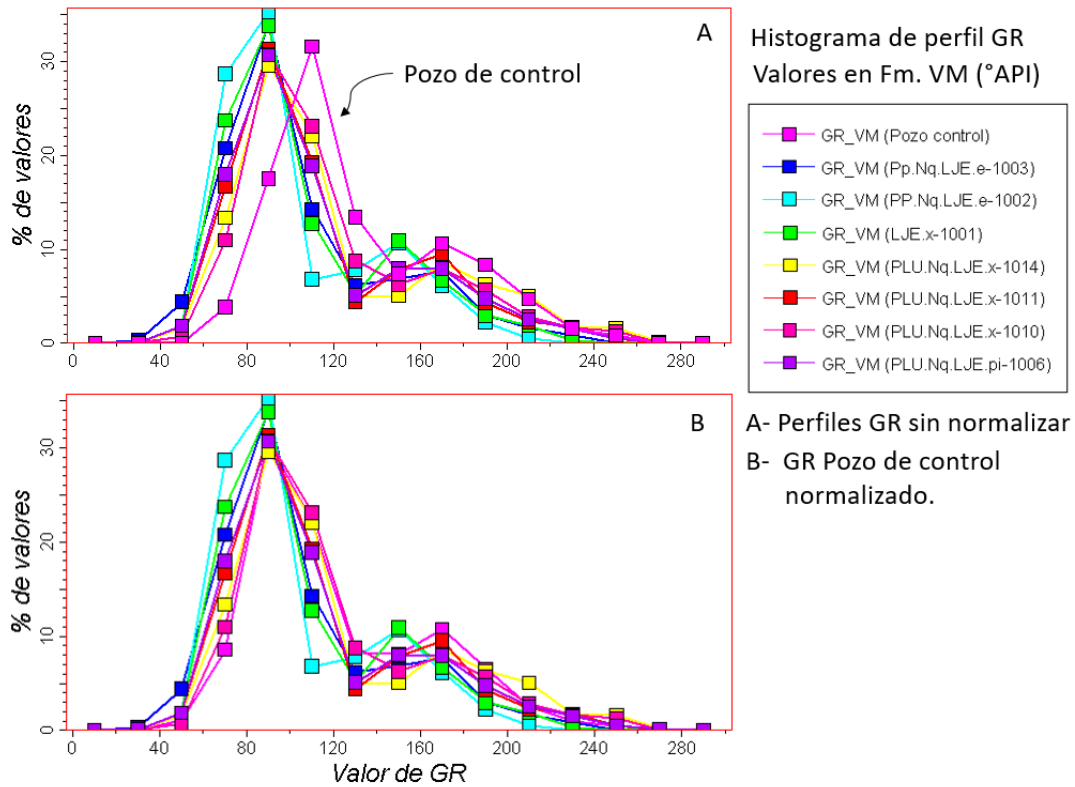 A
Pozo de control
% de valores
30
20
10
0
0
40
80
120
160
200
240
280
Histograma de perfil GR
Valores en Fm. VM (°API)
GR_VM (Pozo control)
GR_VM (Pp.Nq.LJE.e-1003)
GR_VM (PP.Nq.LJE.e-1002)
GR_VM (LJE.x-1001)
GR_VM (PLU.Nq.LJE.x-1014)
GR_VM (PLU.Nq.LJE.x-1011)
GR_VM (PLU.Nq.LJE.x-1010)
GR_VM (PLU.Nq.LJE.pi-1006)
A- Perfiles GR sin normalizar
B- GR Pozo de control
normalizado.
B
% de valores
30
20
10
0
0
40
80
120
160
200
240
280
Valor de GR